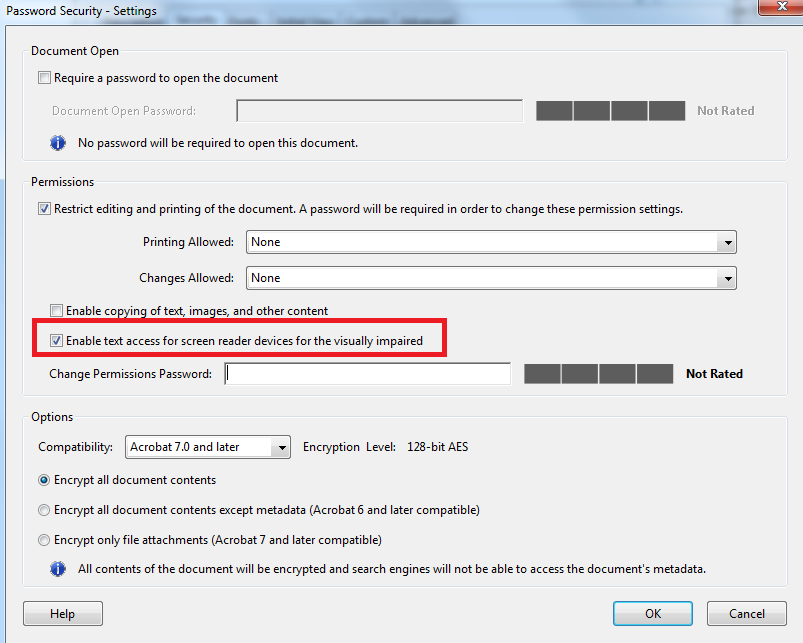 Password Security - Settings
Document Open
Require a password to open the document
Document Open Password:
Not Rated
No password will be required to open this document.
Permissions
Restrict editing and printing of the document. A password will be required in order to change these permission settings.
Printing Allowed: None
Changes Allowed: None
Enable copying of text, images, and other content
Enable text access for screen reader devices for the visually impaired
Change Permissions Password:
Not Rated
Options
Compatibility: Acrobat 7.0 and later Encryption Level: 128-bit AES
Encrypt all document contents
Encrypt all document contents except metadata (Acrobat 6 and later compatible)
Encrypt only file attachments (Acrobat 7 and later compatible)
All contents of the document will be encrypted and search engines will not be able to access the document's metadata.
Help OK Cancel